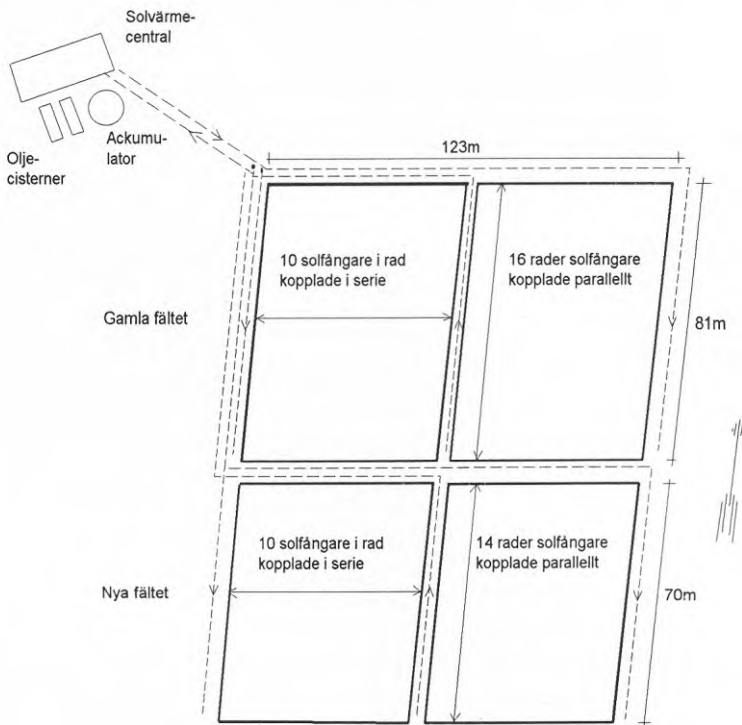 Solvärme-
central
Olje-
cisterner
Ackumu-
lator
123m
10 solfångare i rad
kopplade i serie
16 rader solfångare
kopplade parallellt
Gamla fältet
81m
10 solfångare i rad
kopplade i serie
14 rader solfångare
kopplade parallellt
Nya fältet
70m